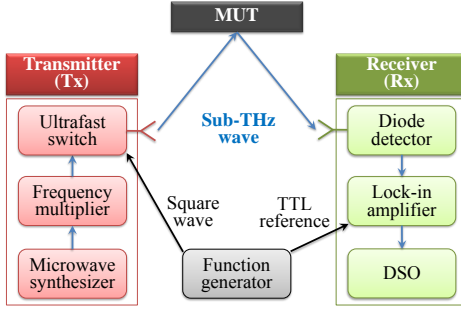 MUT
Transmitter
(Tx)
Receiver
(Rx)
Ultrafast
switch
Sub-THz
wave
Diode
detector
Frequency
multiplier
Square
wave
TTL
reference
Lock-in
amplifier
Microwave
synthesizer
Function
generator
DSO